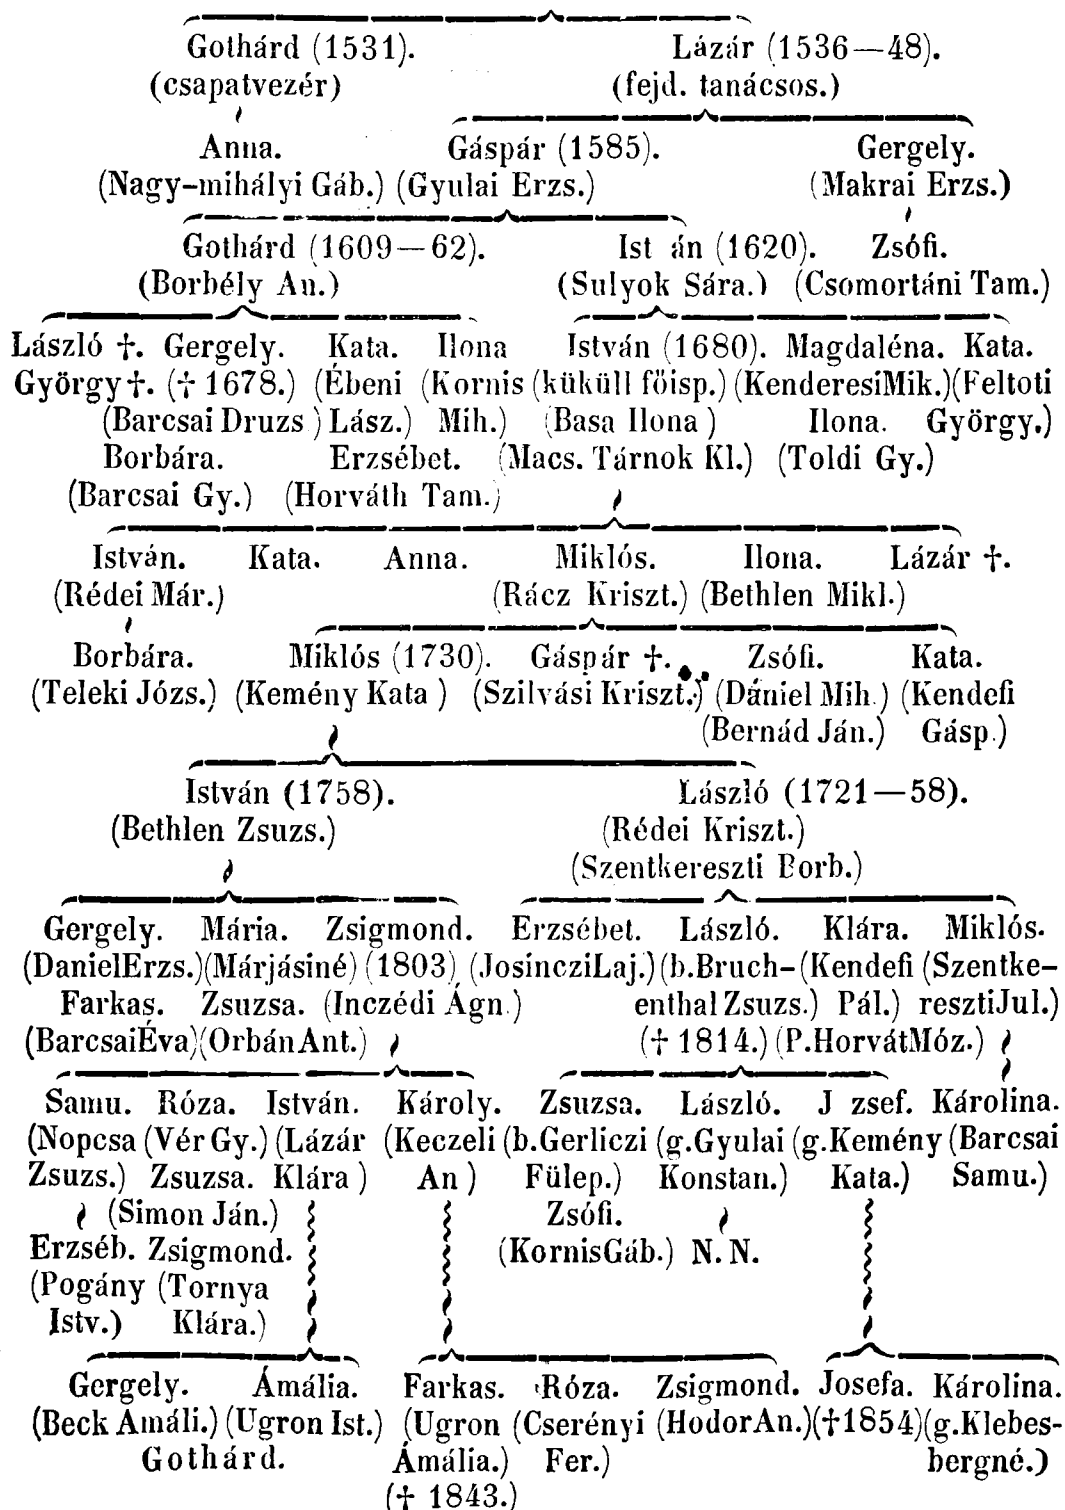 Gothárd (1531). Lázár (1536—48).
(csapatvezér) (fejd. tanácsos.)
Anna. Gáspár (1585). Gergely.
(Nagy-mihályi Gáb.) (Gyulai Erzs.) (Makrai Erzs.)
Gothárd (1609—62). Ist án (1620). Zsófi.
(Borbély An.) (Sulyok Sára.) (Csomortáni Tam.)
László †. Gergely. Kata. Ilona István (1680). Magdaléna. Kata.
György †. († 1678.) (Ébeni (Kornis (küküll főisp.) (KenderesiMik.) (Feltoti
(Barcsai Druzs ) Lász.) Mih.) (Basa Ilona ) Ilona. György.)
Borbára. Erzsébet. (Macs. Tárnok Kl.) (Toldi Gy.)
(Barcsai Gy.) (Horváth Tam.)
István. Kata. Anna. Miklós. Ilona. Lázár †.
(Rédei Már.) (Rácz Kriszt.) (Bethlen Mikl.)
Borbára. Miklós (1730). Gáspár †. Zsófi. Kata.
(Teleki Józs.) (Kemény Kata ) (Szilvási Kriszt.) (Dániel Mih.) (Kendefi
(Bernád Ján.) Gásp.)
István (1758). László (1721—58).
(Bethlen Zsuzs.) (Rédei Kriszt.)
(Szentkereszti Borb.)
Gergely. Mária. Zsigmond. Erzsébet. László. Klára. Miklós.
(DanielErzs.) (Márjásiné) (1803) (JosincziLaj.) (b.Bruch- (Kendefi (Szentke-
Farkas. Zsuzsa. (Inczédi Ágn.) enthal Zsuzs.) Pál.) resztiJul.)
(BarcsaiÉva) (OrbánAnt.) († 1814.) (P.HorvátMóz.)
Samu. Róza. István. Károly. Zsuzsa. László. J zsef. Károlina.
(Nopcsa (Vér Gy.) (Lázár (Keczeli (b.Gerliczi (g.Gyulai (g.Kemény (Barcsai
Zsuzs.) Zsuzsa. Klára ) An ) Fülep.) Konstan.) Kata.) Samu.)
(Simon Ján.) Zsófi.
Erzséb. Zsigmond. (KornisGáb.) N. N.
(Pogány (Tornya
Istv.) Klára.)
Gergely. Ámália. Farkas. Róza. Zsigmond. Josefa. Károlina.
(Beck Amáli.) (Ugron Ist.) (Ugron (Cserényi (HodorAn.) (†1854) (g.Klebes-
Gothárd. Ámália.) Fer.) bergné.)
(† 1843.)